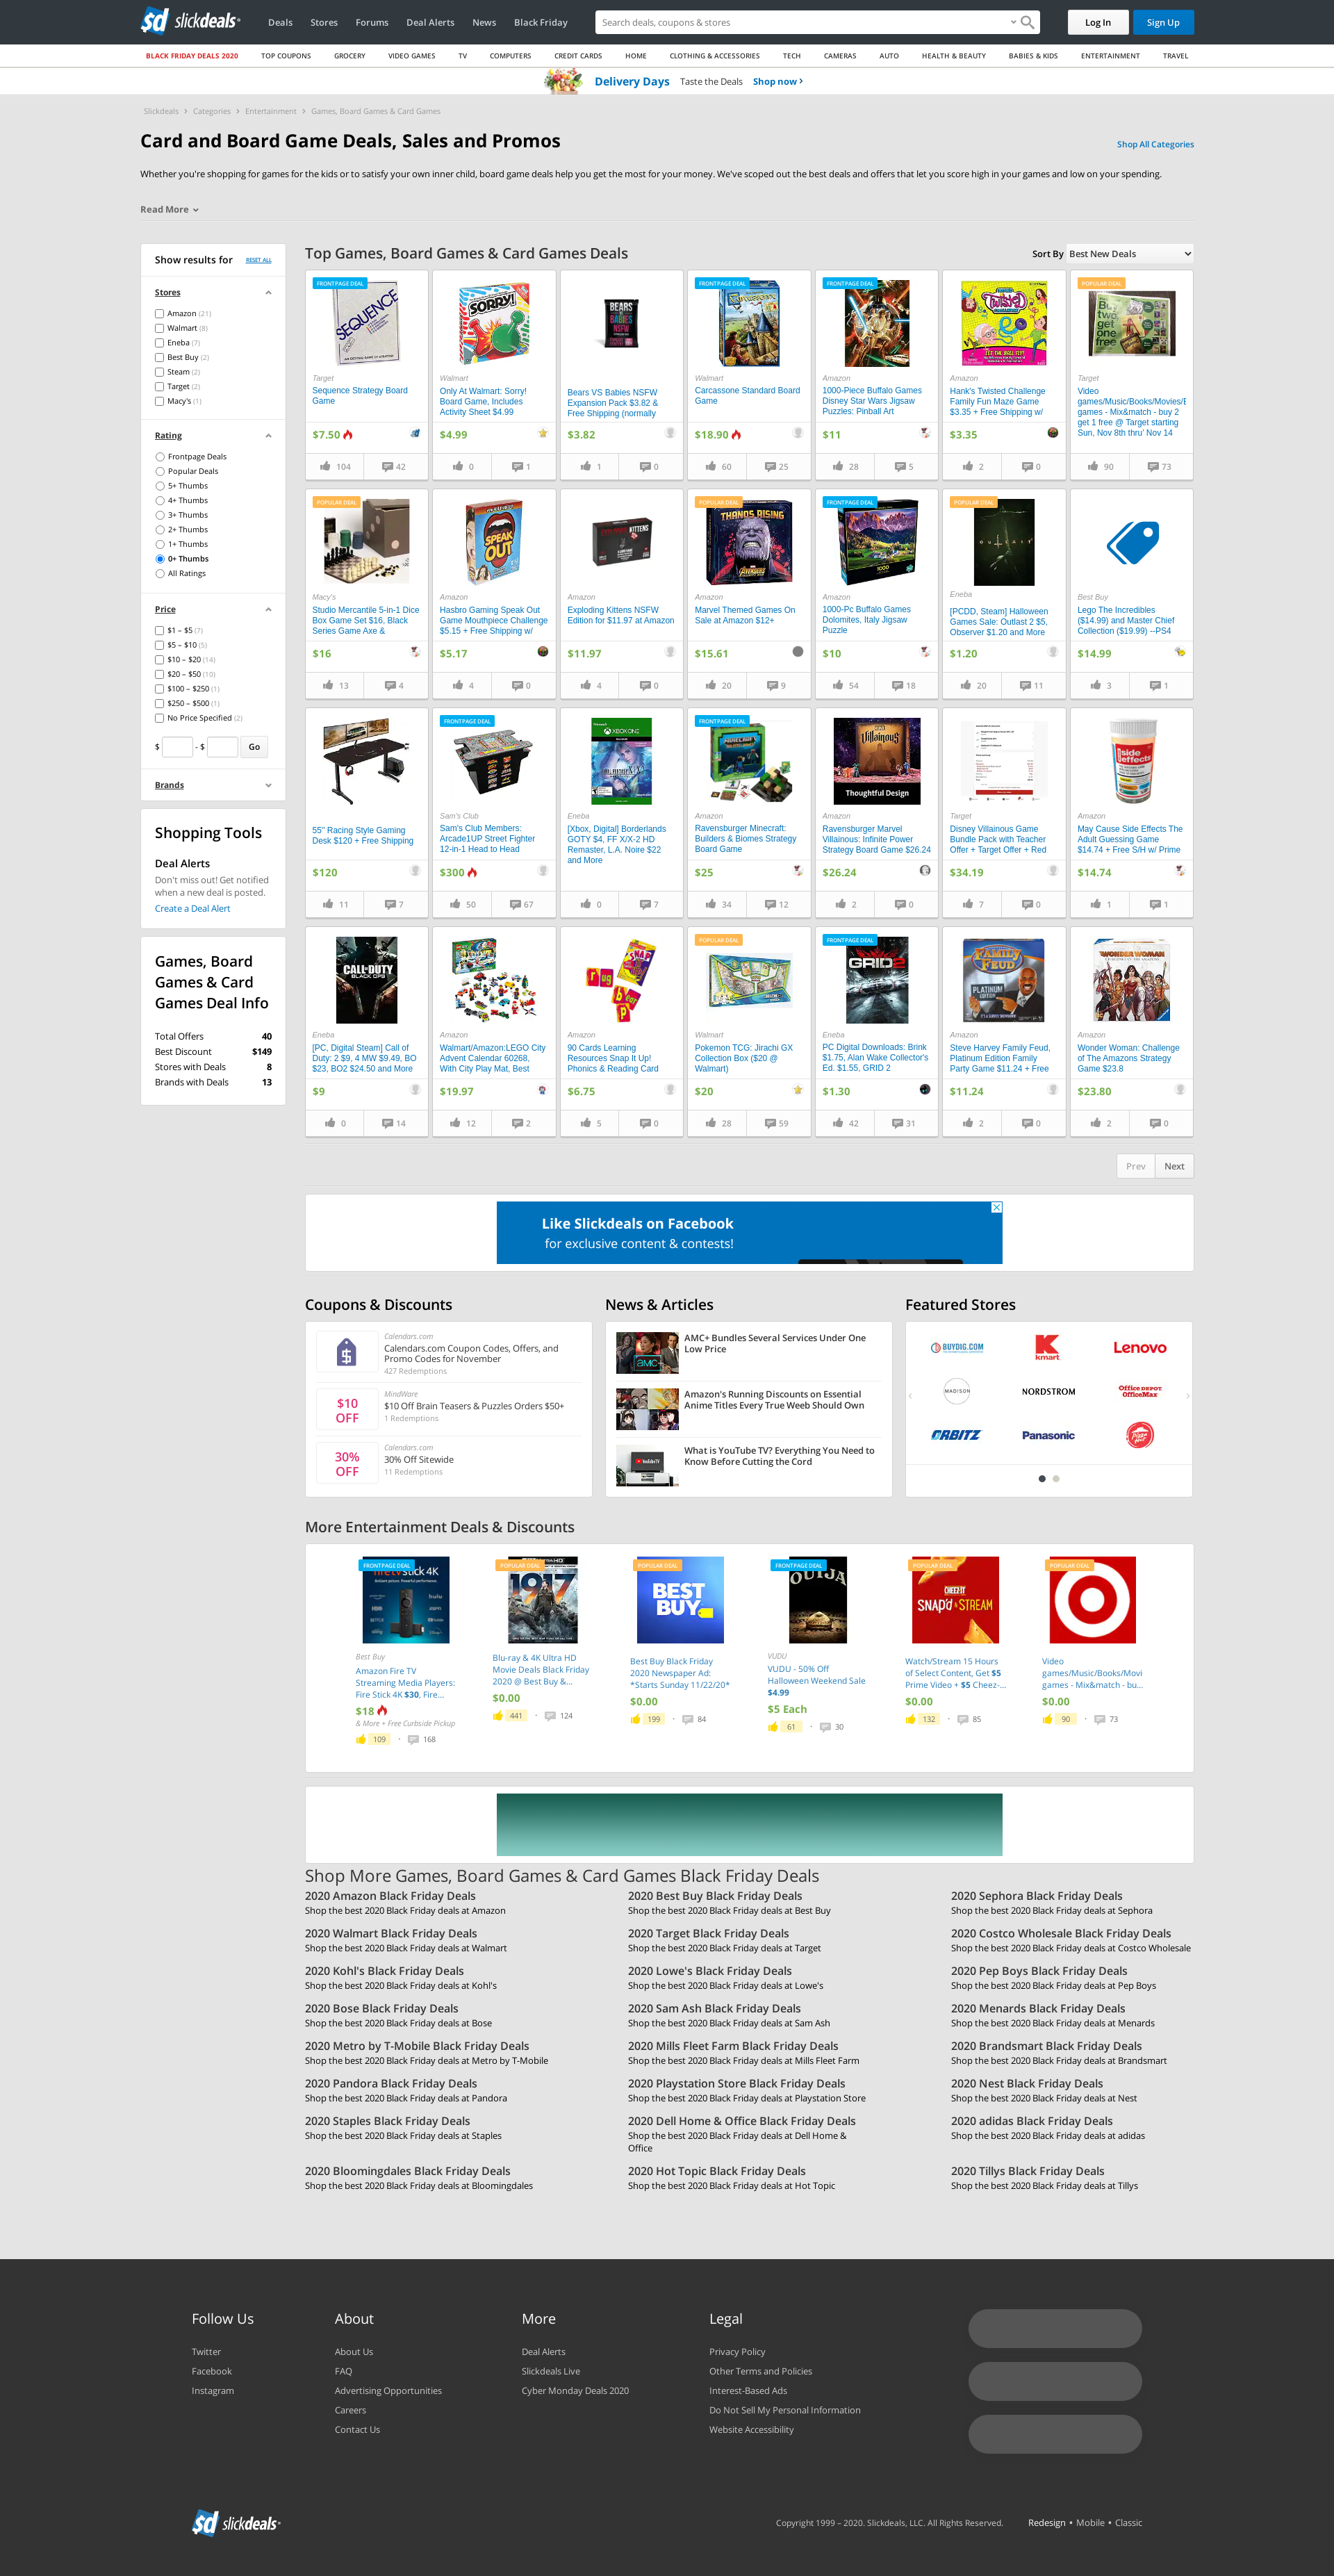 slickdeals
Deals Stores Forums Deal Alerts News Black Friday
Search deals, coupons & stores
Log In Sign Up
BLACK FRIDAY DEALS 2020 TOP COUPONS GROCERY VIDEO GAMES TV COMPUTERS CREDIT CARDS HOME CLOTHING & ACCESSORIES TECH CAMERAS AUTO HEALTH & BEAUTY BABIES & KIDS ENTERTAINMENT TRAVEL
Delivery Days Taste the Deals Shop now
Slickdeals Categories Entertainment Games, Board Games & Card Games
Card and Board Game Deals, Sales and Promos
Shop All Categories
Whether you're shopping for games for the kids or to satisfy your own inner child, board game deals help you get the most for your money. We've scoped out the best deals and offers that let you score high in your games and low on your spending.
Read More
Show results for RESET ALL
Stores
Amazon (21)
Walmart (8)
Eneba (7)
Best Buy (2)
Steam (2)
Target (2)
Macy's (1)
Rating
Frontpage Deals
Popular Deals
5+ Thumbs
4+ Thumbs
3+ Thumbs
2+ Thumbs
1+ Thumbs
0+ Thumbs
All Ratings
Price
$1 – $5 (7)
$5 – $10 (5)
$10 – $20 (14)
$20 – $50 (10)
$100 – $250 (1)
$250 – $500 (1)
No Price Specified (2)
$ - $ Go
Brands
Shopping Tools
Deal Alerts
Don't miss out! Get notified
when a new deal is posted.
Create a Deal Alert
Games, Board
Games & Card
Games Deal Info
Total Offers 40
Best Discount $149
Stores with Deals 8
Brands with Deals 13
Top Games, Board Games & Card Games Deals
Sort By Best New Deals
FRONTPAGE DEAL
SEQUENCE
Target
Sequence Strategy Board
Game
$7.50
104 42
SORRY!
Walmart
Only At Walmart: Sorry!
Board Game, Includes
Activity Sheet $4.99
$4.99
0 1
BEARS VS BABIES NSFW
Bears VS Babies NSFW
Expansion Pack $3.82 &
Free Shipping (normally
$3.82
1 0
FRONTPAGE DEAL
Carcassonne
Walmart
Carcassone Standard Board
Game
$18.90
60 25
FRONTPAGE DEAL
Amazon
1000-Piece Buffalo Games
Disney Star Wars Jigsaw
Puzzles: Pinball Art
$11
28 5
Twisted
Amazon
Hank's Twisted Challenge
Family Fun Maze Game
$3.35 + Free Shipping w/
$3.35
2 0
POPULAR DEAL
Buy two get one free
Target
Video
games/Music/Books/Movies/E
games - Mix&match - buy 2
get 1 free @ Target starting
Sun, Nov 8th thru' Nov 14
90 73
POPULAR DEAL
Macy's
Studio Mercantile 5-in-1 Dice
Box Game Set $16, Black
Series Game Axe &
$16
13 4
SPEAK OUT
Amazon
Hasbro Gaming Speak Out
Game Mouthpiece Challenge
$5.15 + Free Shipping w/
$5.17
4 0
EXPLODING KITTENS
Amazon
Exploding Kittens NSFW
Edition for $11.97 at Amazon
$11.97
4 0
POPULAR DEAL
THANOS RISING
AVENGERS
Amazon
Marvel Themed Games On
Sale at Amazon $12+
$15.61
20 9
FRONTPAGE DEAL
1000
Amazon
1000-Pc Buffalo Games
Dolomites, Italy Jigsaw
Puzzle
$10
54 18
POPULAR DEAL
OUTLAST
Eneba
[PCDD, Steam] Halloween
Games Sale: Outlast 2 $5,
Observer $1.20 and More
$1.20
20 11
Best Buy
Lego The Incredibles
($14.99) and Master Chief
Collection ($19.99) --PS4
$14.99
3 1
55" Racing Style Gaming
Desk $120 + Free Shipping
$120
11 7
FRONTPAGE DEAL
Sam's Club
Sam's Club Members:
Arcade1UP Street Fighter
12-in-1 Head to Head
$300
50 67
XBOX ONE
Eneba
[Xbox, Digital] Borderlands
GOTY $4, FF X/X-2 HD
Remaster, L.A. Noire $22
and More
0 7
FRONTPAGE DEAL
MINECRAFT
Amazon
Ravensburger Minecraft:
Builders & Biomes Strategy
Board Game
$25
34 12
Villainous
Thoughtful Design
Amazon
Ravensburger Marvel
Villainous: Infinite Power
Strategy Board Game $26.24
$26.24
2 0
Target
Disney Villainous Game
Bundle Pack with Teacher
Offer + Target Offer + Red
$34.19
7 0
side effects
Amazon
May Cause Side Effects The
Adult Guessing Game
$14.74 + Free S/H w/ Prime
$14.74
1 1
CALL OF DUTY
BLACK OPS
Eneba
[PC, Digital Steam] Call of
Duty: 2 $9, 4 MW $9.49, BO
$23, BO2 $24.50 and More
$9
0 14
Amazon
Walmart/Amazon:LEGO City
Advent Calendar 60268,
With City Play Mat, Best
$19.97
12 2
Amazon
90 Cards Learning
Resources Snap It Up!
Phonics & Reading Card
$6.75
5 0
POPULAR DEAL
Walmart
Pokemon TCG: Jirachi GX
Collection Box ($20 @
Walmart)
$20
28 59
FRONTPAGE DEAL
GRID 2
Eneba
PC Digital Downloads: Brink
$1.75, Alan Wake Collector's
Ed. $1.55, GRID 2
$1.30
42 31
FAMILY FEUD
PLATINUM EDITION
Amazon
Steve Harvey Family Feud,
Platinum Edition Family
Party Game $11.24 + Free
$11.24
2 0
WONDER WOMAN
Amazon
Wonder Woman: Challenge
of The Amazons Strategy
Game $23.8
$23.80
2 0
Prev Next
Like Slickdeals on Facebook
for exclusive content & contests!
Coupons & Discounts
Calendars.com
Calendars.com Coupon Codes, Offers, and
Promo Codes for November
427 Redemptions
$10
OFF
MindWare
$10 Off Brain Teasers & Puzzles Orders $50+
1 Redemptions
30%
OFF
Calendars.com
30% Off Sitewide
11 Redemptions
News & Articles
AMC
AMC+ Bundles Several Services Under One
Low Price
Amazon's Running Discounts on Essential
Anime Titles Every True Weeb Should Own
YouTubeTV
What is YouTube TV? Everything You Need to
Know Before Cutting the Cord
Featured Stores
BUYDIG.COM kmart Lenovo
MADISON NORDSTROM Office DEPOT OfficeMax
ORBITZ Panasonic Pizza Hut
More Entertainment Deals & Discounts
FRONTPAGE DEAL
firetvstick 4K
Best Buy
Amazon Fire TV
Streaming Media Players:
Fire Stick 4K $30, Fire...
$18
& More + Free Curbside Pickup
109 168
POPULAR DEAL
1917
Blu-ray & 4K Ultra HD
Movie Deals Black Friday
2020 @ Best Buy &...
$0.00
441 124
POPULAR DEAL
BEST BUY
Best Buy Black Friday
2020 Newspaper Ad:
*Starts Sunday 11/22/20*
$0.00
199 84
FRONTPAGE DEAL
OUIJA
VUDU
VUDU - 50% Off
Halloween Weekend Sale
$4.99
$5 Each
61 30
POPULAR DEAL
CHEEZ-IT
SNAP'd & STREAM
Watch/Stream 15 Hours
of Select Content, Get $5
Prime Video + $5 Cheez-...
$0.00
132 85
POPULAR DEAL
Video
games/Music/Books/Movi
games - Mix&match - bu...
$0.00
90 73
Shop More Games, Board Games & Card Games Black Friday Deals
2020 Amazon Black Friday Deals
Shop the best 2020 Black Friday deals at Amazon
2020 Best Buy Black Friday Deals
Shop the best 2020 Black Friday deals at Best Buy
2020 Sephora Black Friday Deals
Shop the best 2020 Black Friday deals at Sephora
2020 Walmart Black Friday Deals
Shop the best 2020 Black Friday deals at Walmart
2020 Target Black Friday Deals
Shop the best 2020 Black Friday deals at Target
2020 Costco Wholesale Black Friday Deals
Shop the best 2020 Black Friday deals at Costco Wholesale
2020 Kohl's Black Friday Deals
Shop the best 2020 Black Friday deals at Kohl's
2020 Lowe's Black Friday Deals
Shop the best 2020 Black Friday deals at Lowe's
2020 Pep Boys Black Friday Deals
Shop the best 2020 Black Friday deals at Pep Boys
2020 Bose Black Friday Deals
Shop the best 2020 Black Friday deals at Bose
2020 Sam Ash Black Friday Deals
Shop the best 2020 Black Friday deals at Sam Ash
2020 Menards Black Friday Deals
Shop the best 2020 Black Friday deals at Menards
2020 Metro by T-Mobile Black Friday Deals
Shop the best 2020 Black Friday deals at Metro by T-Mobile
2020 Mills Fleet Farm Black Friday Deals
Shop the best 2020 Black Friday deals at Mills Fleet Farm
2020 Brandsmart Black Friday Deals
Shop the best 2020 Black Friday deals at Brandsmart
2020 Pandora Black Friday Deals
Shop the best 2020 Black Friday deals at Pandora
2020 Playstation Store Black Friday Deals
Shop the best 2020 Black Friday deals at Playstation Store
2020 Nest Black Friday Deals
Shop the best 2020 Black Friday deals at Nest
2020 Staples Black Friday Deals
Shop the best 2020 Black Friday deals at Staples
2020 Dell Home & Office Black Friday Deals
Shop the best 2020 Black Friday deals at Dell Home &
Office
2020 adidas Black Friday Deals
Shop the best 2020 Black Friday deals at adidas
2020 Bloomingdales Black Friday Deals
Shop the best 2020 Black Friday deals at Bloomingdales
2020 Hot Topic Black Friday Deals
Shop the best 2020 Black Friday deals at Hot Topic
2020 Tillys Black Friday Deals
Shop the best 2020 Black Friday deals at Tillys
Follow Us
Twitter
Facebook
Instagram
About
About Us
FAQ
Advertising Opportunities
Careers
Contact Us
More
Deal Alerts
Slickdeals Live
Cyber Monday Deals 2020
Legal
Privacy Policy
Other Terms and Policies
Interest-Based Ads
Do Not Sell My Personal Information
Website Accessibility
slickdeals
Copyright 1999 – 2020. Slickdeals, LLC. All Rights Reserved. Redesign • Mobile • Classic